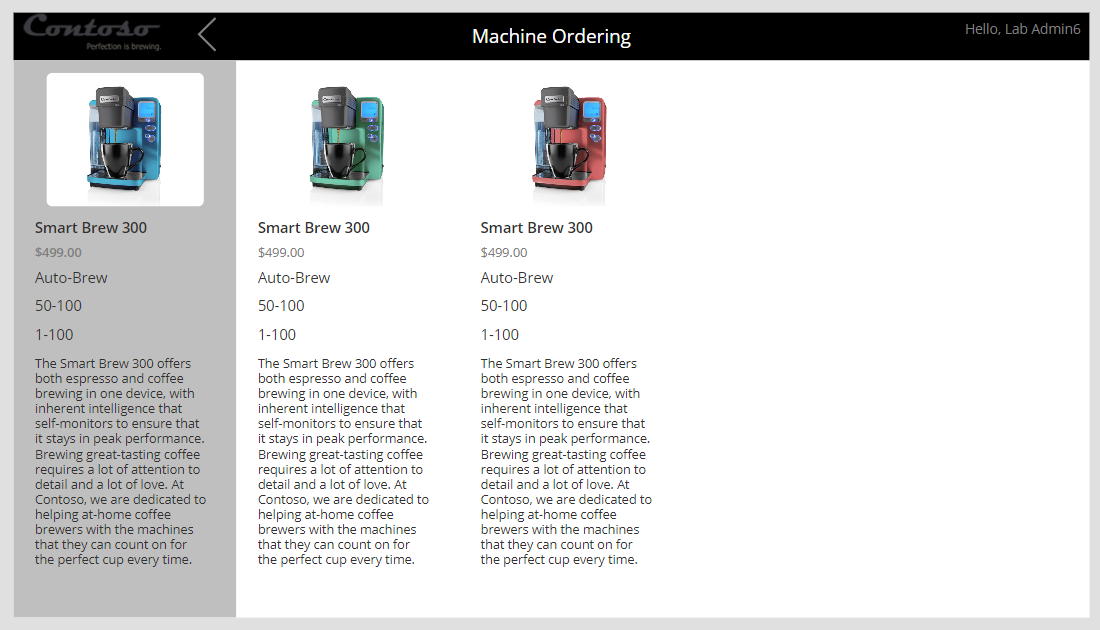 Contoso
Perfection is brewing.
Machine Ordering
Hello, Lab Admin6
Smart Brew 300
$499.00
Auto-Brew
50-100
1-100
The Smart Brew 300 offers
both espresso and coffee
brewing in one device, with
inherent intelligence that
self-monitors to ensure that
it stays in peak performance.
Brewing great-tasting coffee
requires a lot of attention to
detail and a lot of love. At
Contoso, we are dedicated to
helping at-home coffee
brewers with the machines
that they can count on for
the perfect cup every time.
Smart Brew 300
$499.00
Auto-Brew
50-100
1-100
The Smart Brew 300 offers
both espresso and coffee
brewing in one device, with
inherent intelligence that
self-monitors to ensure that
it stays in peak performance.
Brewing great-tasting coffee
requires a lot of attention to
detail and a lot of love. At
Contoso, we are dedicated to
helping at-home coffee
brewers with the machines
that they can count on for
the perfect cup every time.
Smart Brew 300
$499.00
Auto-Brew
50-100
1-100
The Smart Brew 300 offers
both espresso and coffee
brewing in one device, with
inherent intelligence that
self-monitors to ensure that
it stays in peak performance.
Brewing great-tasting coffee
requires a lot of attention to
detail and a lot of love. At
Contoso, we are dedicated to
helping at-home coffee
brewers with the machines
that they can count on for
the perfect cup every time.